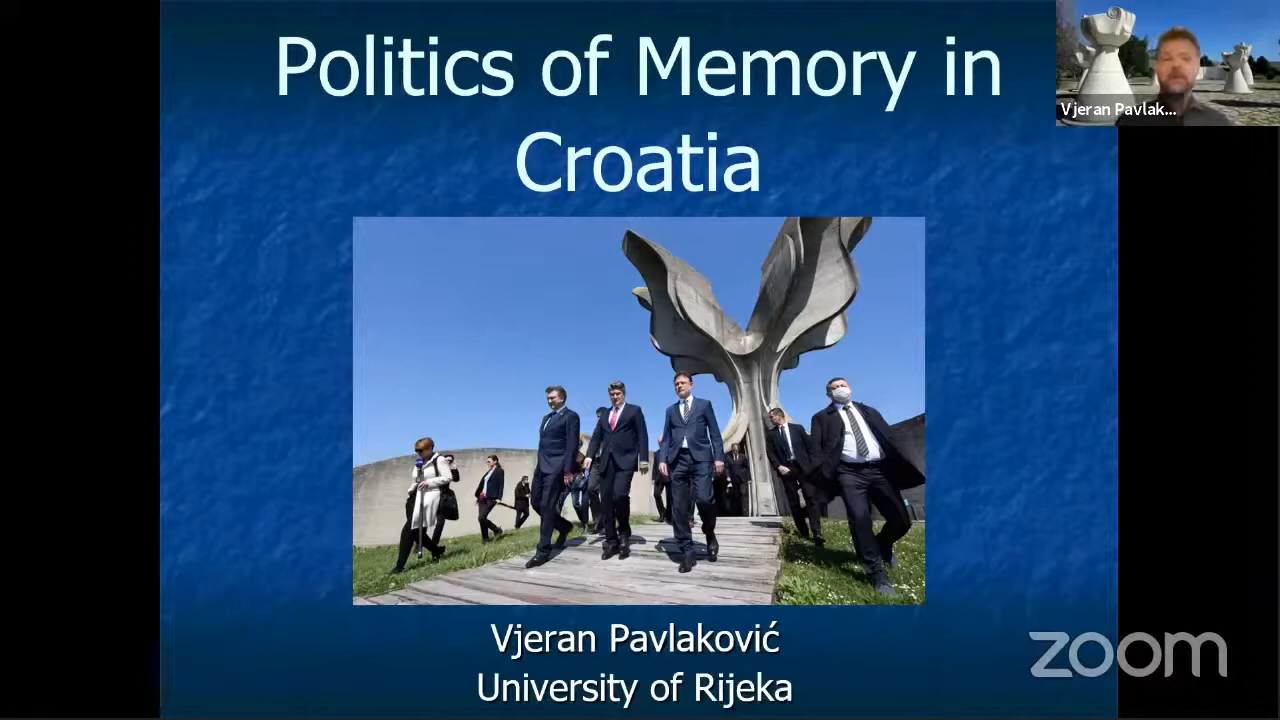 Politics of Memory in
Croatia
Vjeran Pavlak...
Vjeran Pavlaković
University of Rijeka
zoom